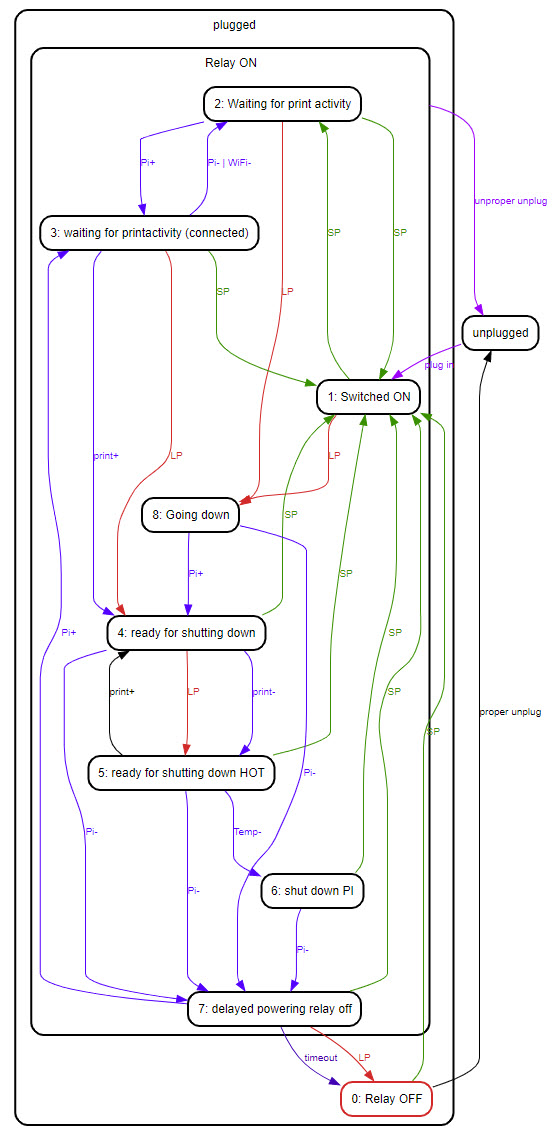 plugged
Relay ON
2: Waiting for print activity
Pi+
Pi- | WiFi-
unproper unplug
3: waiting for printactivity (connected)
SP
SP
SP
LP
unplugged
plug in
1: Switched ON
print+
LP
LP
8: Going down
SP
Pi+
SP
4: ready for shutting down
Pi+
SP
print+
LP
print-
SP
proper unplug
SP
5: ready for shutting down HOT
Pi-
Pi-
Temp-
Pi-
6: shut down PI
Pi-
7: delayed powering relay off
timeout
LP
0: Relay OFF